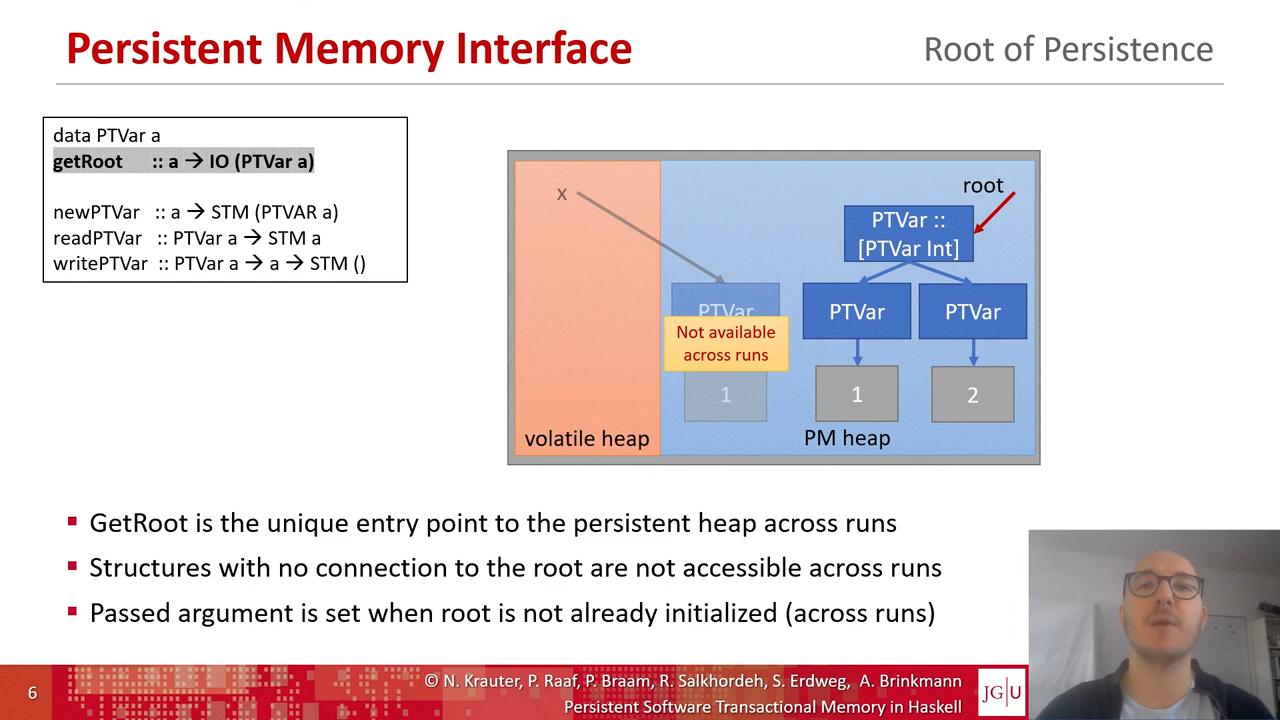 Persistent Memory Interface
Root of Persistence
data PTVar a
getRoot :: a → IO (PTVar a)
newPTVar :: a → STM (PTVAR a)
readPTVar :: PTVar a → STM a
writePTVar :: PTVar a → a → STM ()
x
root
PTVar ::
[PTVar Int]
PTVar
PTVar
PTVar
Not available
across runs
1
1
2
volatile heap
PM heap
▪ GetRoot is the unique entry point to the persistent heap across runs
▪ Structures with no connection to the root are not accessible across runs
▪ Passed argument is set when root is not already initialized (across runs)
6
© N. Krauter, P. Raaf, P. Braam, R. Salkhordeh, S. Erdweg, A. Brinkmann
Persistent Software Transactional Memory in Haskell
JG|U